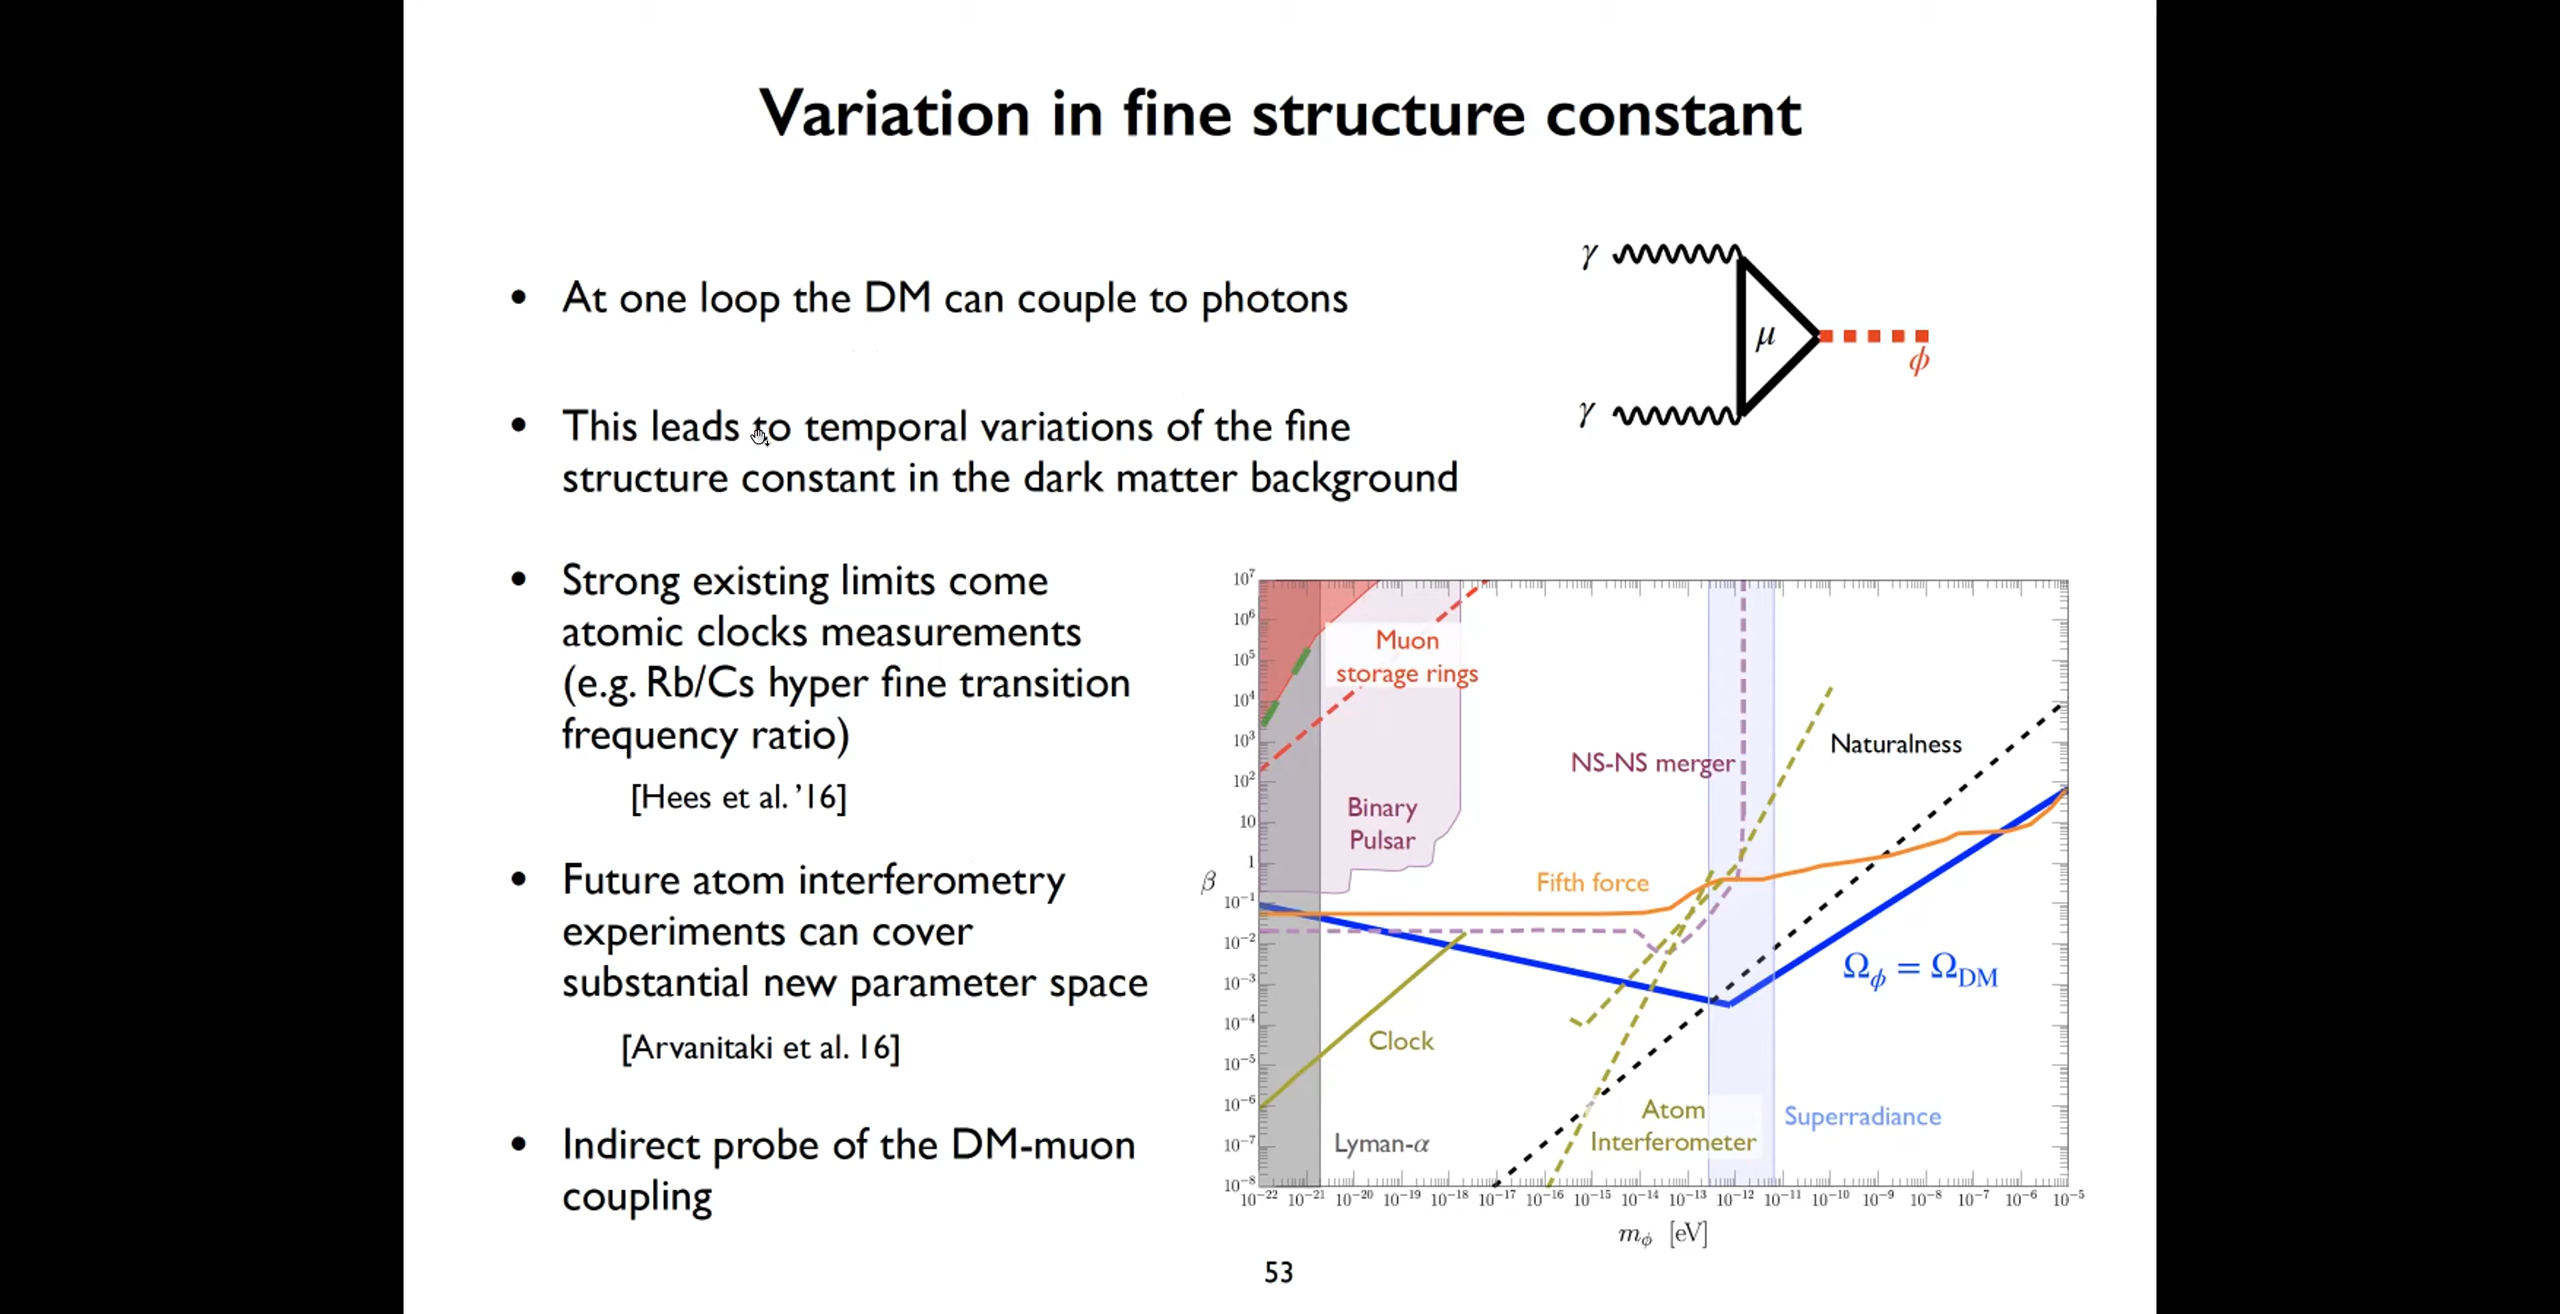 Variation in fine structure constant
• At one loop the DM can couple to photons
• This leads to temporal variations of the fine
structure constant in the dark matter background
• Strong existing limits come
atomic clocks measurements
(e.g. Rb/Cs hyper fine transition
frequency ratio)
[Hees et al. ’16]
• Future atom interferometry
experiments can cover
substantial new parameter space
[Arvanitaki et al. 16]
• Indirect probe of the DM-muon
coupling
γ
μ
ϕ
γ
10⁷
10⁶
10⁵
10⁴
10³
10²
10
1
10⁻¹
10⁻²
10⁻³
10⁻⁴
10⁻⁵
10⁻⁶
10⁻⁷
10⁻⁸
β
Muon
storage rings
Binary
Pulsar
NS-NS merger
Naturalness
Fifth force
Ωϕ = ΩDM
Clock
Atom
Interferometer
Superradiance
Lyman-α
10⁻²² 10⁻²¹ 10⁻²⁰ 10⁻¹⁹ 10⁻¹⁸ 10⁻¹⁷ 10⁻¹⁶ 10⁻¹⁵ 10⁻¹⁴ 10⁻¹³ 10⁻¹² 10⁻¹¹ 10⁻¹⁰ 10⁻⁹ 10⁻⁸ 10⁻⁷ 10⁻⁶ 10⁻⁵
mϕ [eV]
53